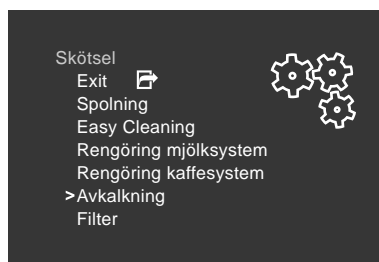 Skötsel
Exit
Spolning
Easy Cleaning
Rengöring mjölksystem
Rengöring kaffesystem
>Avkalkning
Filter